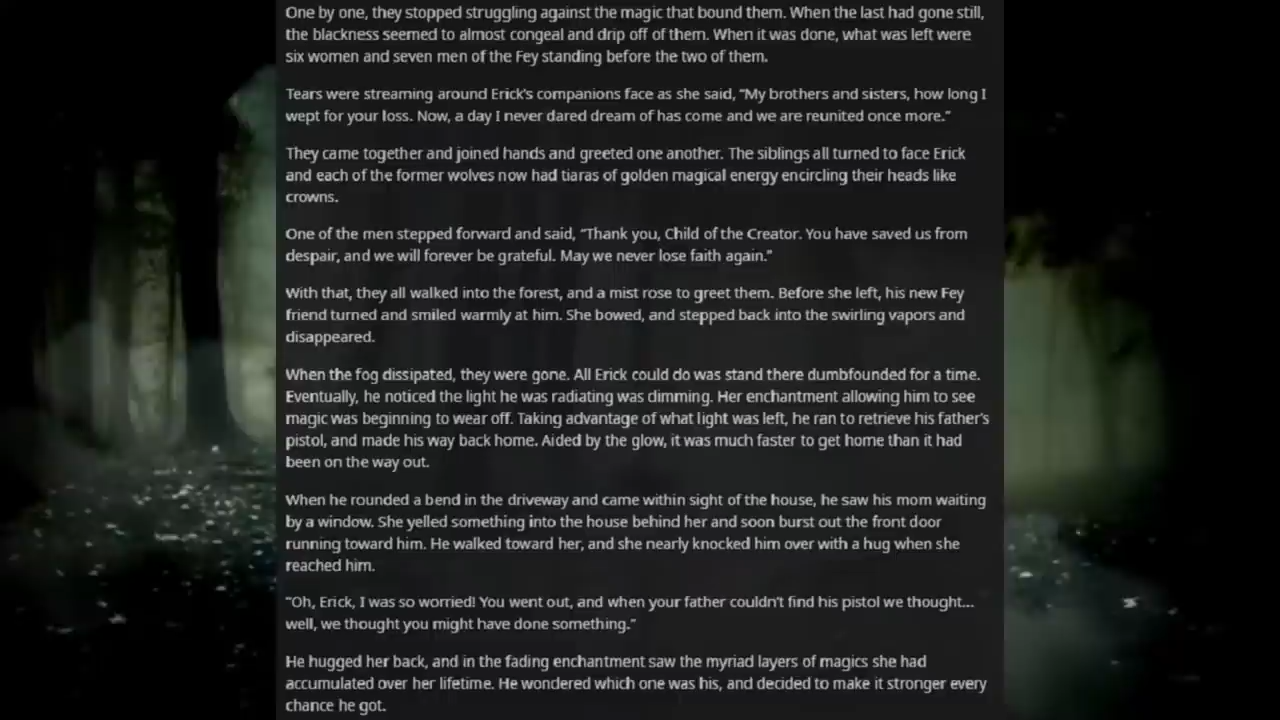 One by one, they stopped struggling against the magic that bound them. When the last had gone still,
the blackness seemed to almost congeal and drip off of them. When it was done, what was left were
six women and seven men of the Fey standing before the two of them.
Tears were streaming around Erick's companions face as she said, "My brothers and sisters, how long I
wept for your loss. Now, a day I never dared dream of has come and we are reunited once more."
They came together and joined hands and greeted one another. The siblings all turned to face Erick
and each of the former wolves now had tiaras of golden magical energy encircling their heads like
crowns.
One of the men stepped forward and said, "Thank you, Child of the Creator. You have saved us from
despair, and we will forever be grateful. May we never lose faith again."
With that, they all walked into the forest, and a mist rose to greet them. Before she left, his new Fey
friend turned and smiled warmly at him. She bowed, and stepped back into the swirling vapors and
disappeared.
When the fog dissipated, they were gone. All Erick could do was stand there dumbfounded for a time.
Eventually, he noticed the light he was radiating was dimming. Her enchantment allowing him to see
magic was beginning to wear off. Taking advantage of what light was left, he ran to retrieve his father's
pistol, and made his way back home. Aided by the glow, it was much faster to get home than it had
been on the way out.
When he rounded a bend in the driveway and came within sight of the house, he saw his mom waiting
by a window. She yelled something into the house behind her and soon burst out the front door
running toward him. He walked toward her, and she nearly knocked him over with a hug when she
reached him.
"Oh, Erick, I was so worried! You went out, and when your father couldn't find his pistol we thought...
well, we thought you might have done something."
He hugged her back, and in the fading enchantment saw the myriad layers of magics she had
accumulated over her lifetime. He wondered which one was his, and decided to make it stronger every
chance he got.